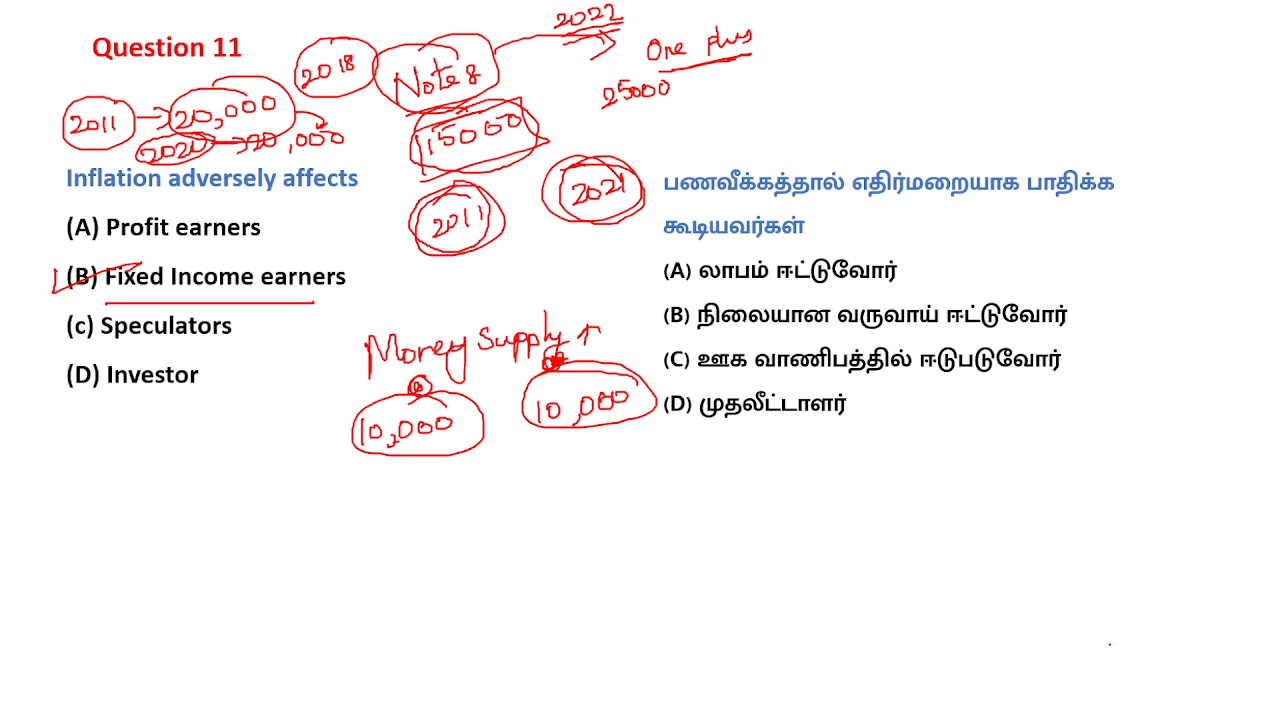 Question 11
2011 → 20,000
2020 → 20,000
2018 Note 8 2022
One plus
25000
15000
2011
2021
Inflation adversely affects
(A) Profit earners
(B) Fixed Income earners
(c) Speculators
(D) Investor
Money Supply ↑
10,000
10,000
பணவீக்கத்தால் எதிர்மறையாக பாதிக்க
கூடியவர்கள்
(A) லாபம் ஈட்டுவோர்
(B) நிலையான வருவாய் ஈட்டுவோர்
(C) ஊக வாணிபத்தில் ஈடுபடுவோர்
(D) முதலீட்டாளர்